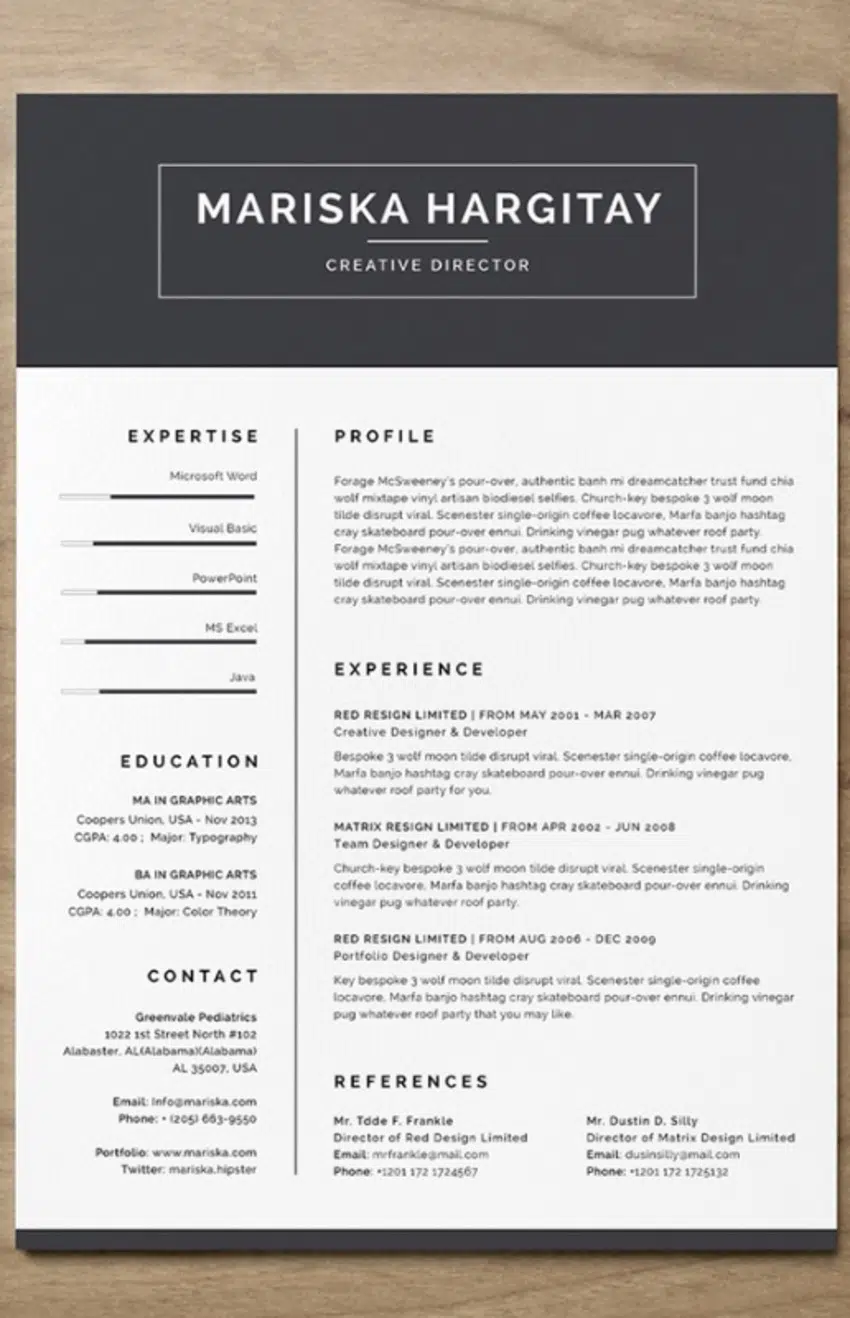 MARISKA HARGITAY
CREATIVE DIRECTOR
EXPERTISE
Microsoft Word
Visual Basic
PowerPoint
MS Excel
Java
EDUCATION
MA IN GRAPHIC ARTS
Coopers Union, USA - Nov 2013
CGPA: 4.00 ; Major: Typography
BA IN GRAPHIC ARTS
Coopers Union, USA - Nov 2011
CGPA: 4.00 ; Major: Color Theory
CONTACT
Greenvale Pediatrics
1022 1st Street North #102
Alabaster, AL(Alabama)(Alabama)
AL 35007, USA
Email: Info@mariska.com
Phone: + (205) 663-9550
Portfolio: www.mariska.com
Twitter: mariska.hipster
PROFILE
Forage McSweeney's pour-over, authentic banh mi dreamcatcher trust fund chia
wolf mixtape vinyl artisan biodiesel selfies. Church-key bespoke 3 wolf moon
tilde disrupt viral. Scenester single-origin coffee locavore, Marfa banjo hashtag
cray skateboard pour-over ennui. Drinking vinegar pug whatever roof party.
Forage McSweeney's pour-over, authentic banh mi dreamcatcher trust fund chia
wolf mixtape vinyl artisan biodiesel selfies. Church-key bespoke 3 wolf moon
tilde disrupt viral. Scenester single-origin coffee locavore, Marfa banjo hashtag
cray skateboard pour-over ennui. Drinking vinegar pug whatever roof party.
EXPERIENCE
RED RESIGN LIMITED | FROM MAY 2001 - MAR 2007
Creative Designer & Developer
Bespoke 3 wolf moon tilde disrupt viral. Scenester single-origin coffee locavore,
Marfa banjo hashtag cray skateboard pour-over ennui. Drinking vinegar pug
whatever roof party for you.
MATRIX RESIGN LIMITED | FROM APR 2002 - JUN 2008
Team Designer & Developer
Church-key bespoke 3 wolf moon tilde disrupt viral. Scenester single-origin
coffee locavore, Marfa banjo hashtag cray skateboard pour-over ennui. Drinking
vinegar pug whatever roof party.
RED RESIGN LIMITED | FROM AUG 2006 - DEC 2009
Portfolio Designer & Developer
Key bespoke 3 wolf moon tilde disrupt viral. Scenester single-origin coffee
locavore, Marfa banjo hashtag cray skateboard pour-over ennui. Drinking vinegar
pug whatever roof party that you may like.
REFERENCES
Mr. Tdde F. Frankle
Director of Red Design Limited
Email: mrfrankle@mail.com
Phone: +1201 172 1724567
Mr. Dustin D. Silly
Director of Matrix Design Limited
Email: dusinsilly@mail.com
Phone: +1201 172 1725132